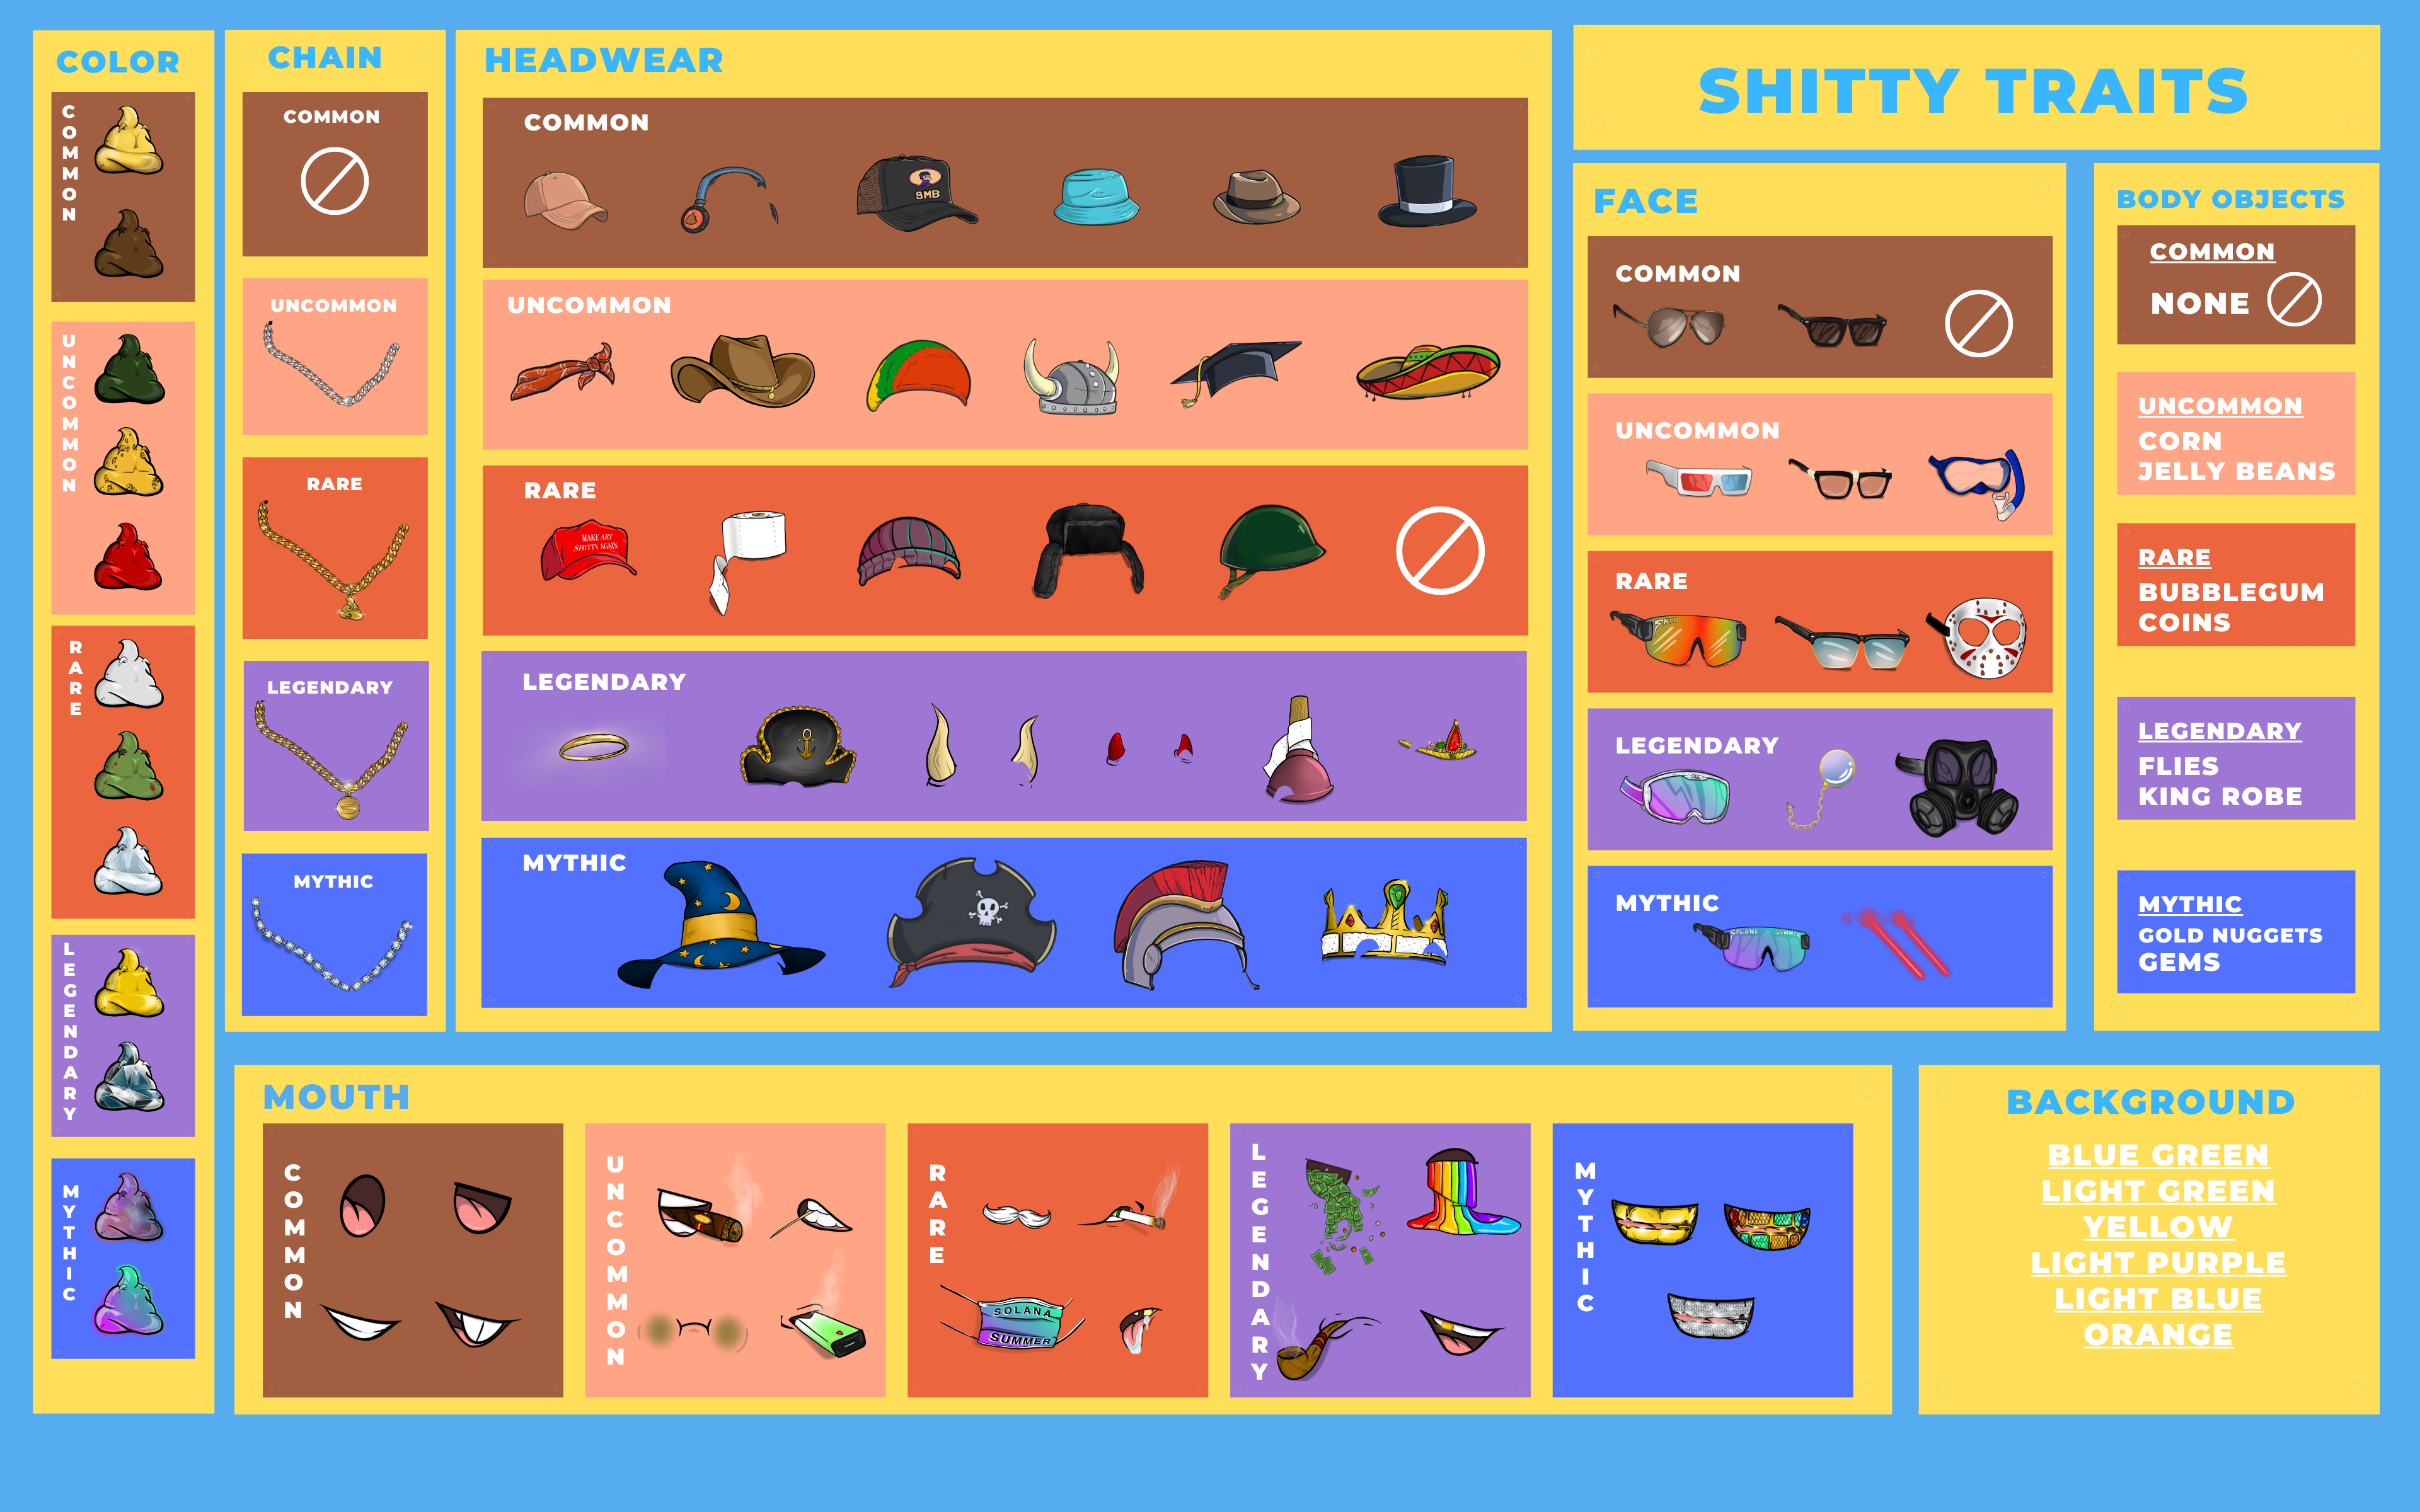 COLOR
COMMON
UNCOMMON
RARE
LEGENDARY
MYTHIC
CHAIN
COMMON
UNCOMMON
RARE
LEGENDARY
MYTHIC
HEADWEAR
COMMON
SMB
UNCOMMON
RARE
MAKE ART
SHITTY AGAIN
LEGENDARY
MYTHIC
SHITTY TRAITS
FACE
COMMON
UNCOMMON
RARE
LEGENDARY
MYTHIC
SOLANA SUMMER
BODY OBJECTS
COMMON
NONE
UNCOMMON
CORN
JELLY BEANS
RARE
BUBBLEGUM
COINS
LEGENDARY
FLIES
KING ROBE
MYTHIC
GOLD NUGGETS
GEMS
MOUTH
COMMON
UNCOMMON
RARE
SOLANA
SUMMER
LEGENDARY
MYTHIC
BACKGROUND
BLUE GREEN
LIGHT GREEN
YELLOW
LIGHT PURPLE
LIGHT BLUE
ORANGE